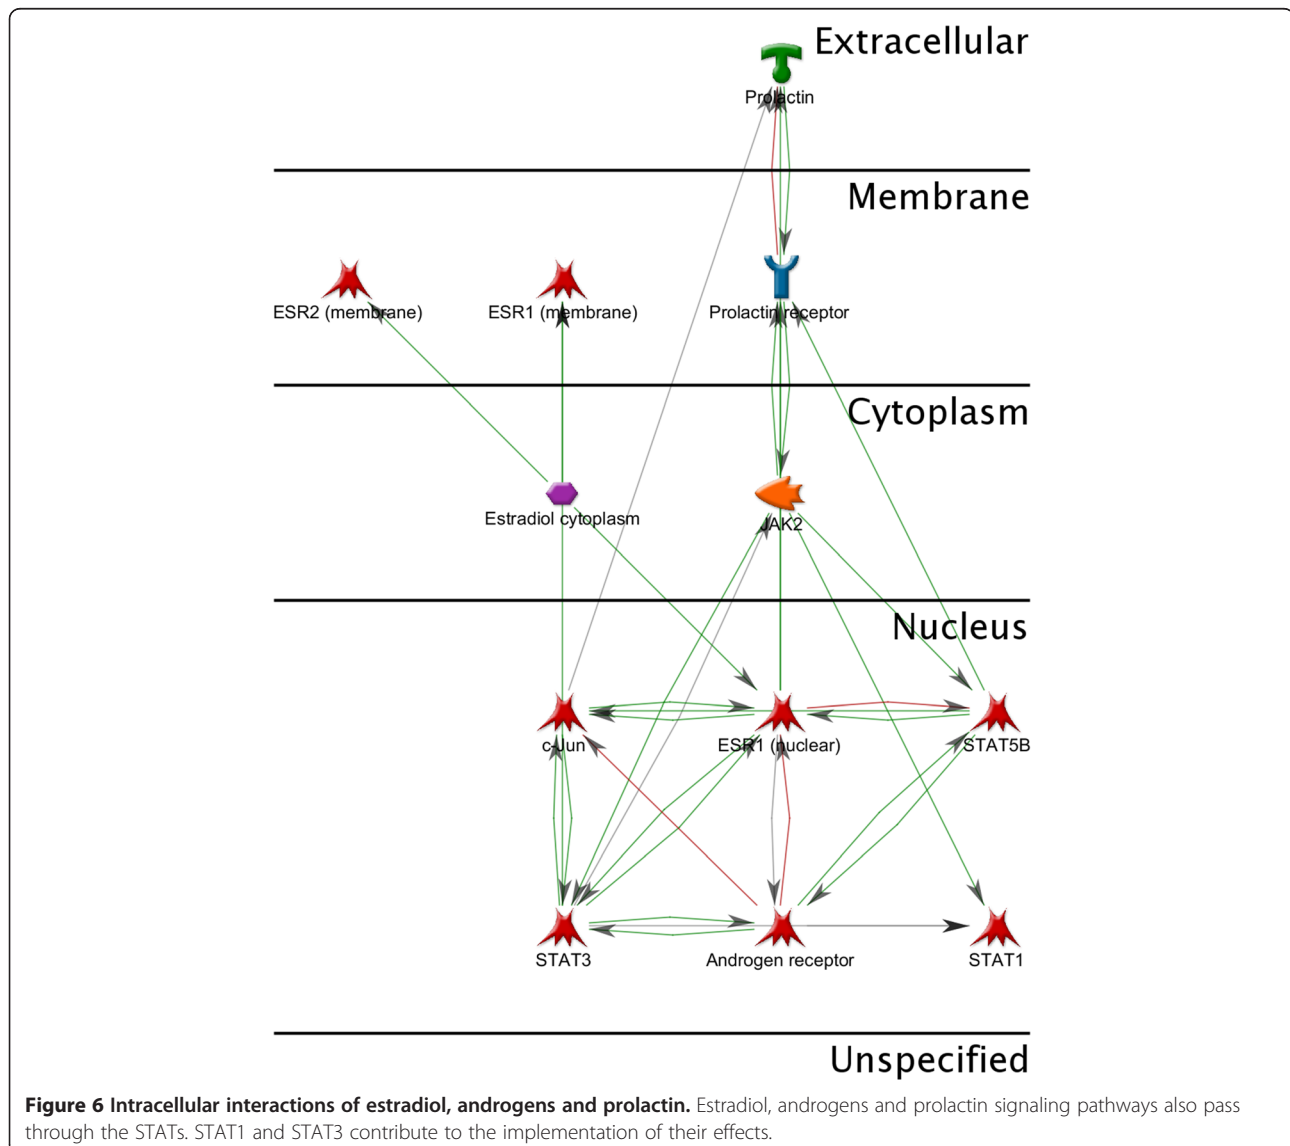 Extracellular
Prolactin
Membrane
ESR2 (membrane)
ESR1 (membrane)
Prolactin receptor
Cytoplasm
Estradiol cytoplasm
JAK2
Nucleus
c-Jun
ESR1 (nuclear)
STAT5B
STAT3
Androgen receptor
STAT1
Unspecified
Figure 6 Intracellular interactions of estradiol, androgens and prolactin. Estradiol, androgens and prolactin signaling pathways also pass
through the STATs. STAT1 and STAT3 contribute to the implementation of their effects.